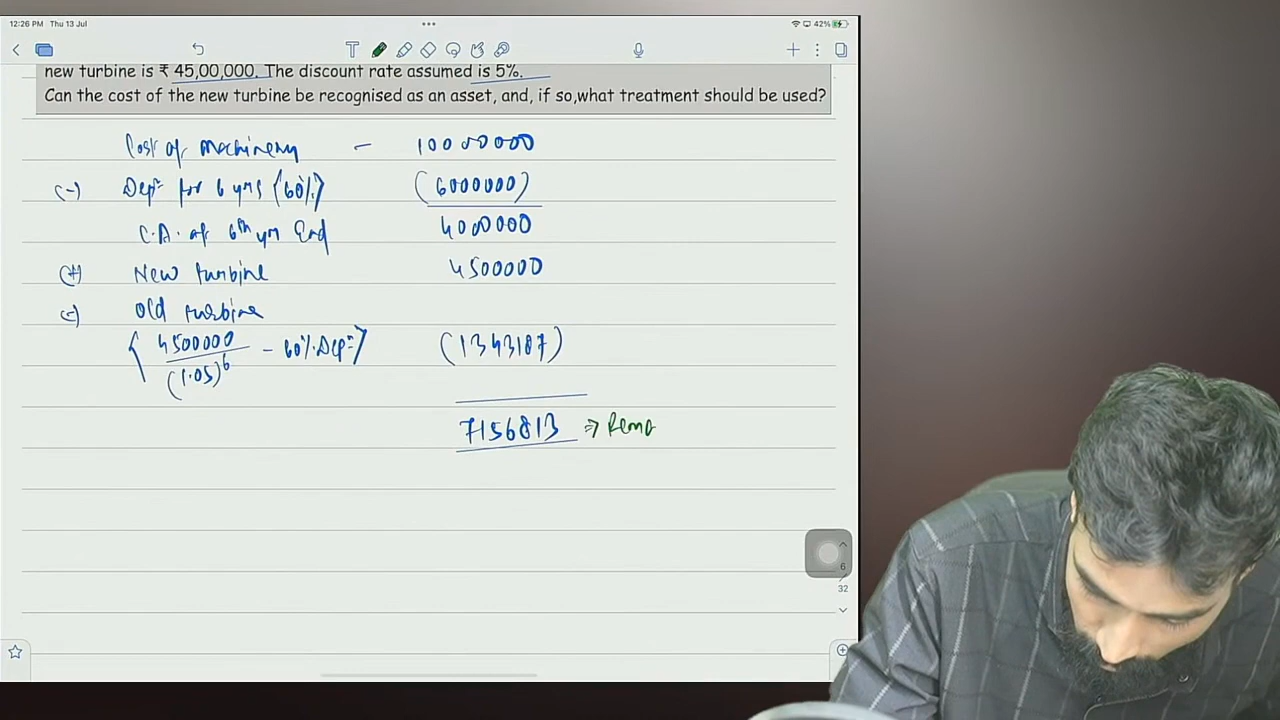 12:26 PM Thu 13 Jul
42%
new turbine is ₹ 45,00,000. The discount rate assumed is 5%.
Can the cost of the new turbine be recognised as an asset, and, if so,what treatment should be used?
Cost of machinery – 10000000
(-) Depn for 6 yrs (60%) (6000000)
C.A. of 6th yr End 4000000
(+) New turbine 4500000
(-) Old turbine
{ 4500000 / (1.05)^6 – 60% Depn } (1343187)
7156813 ⇒ Rema
6
32